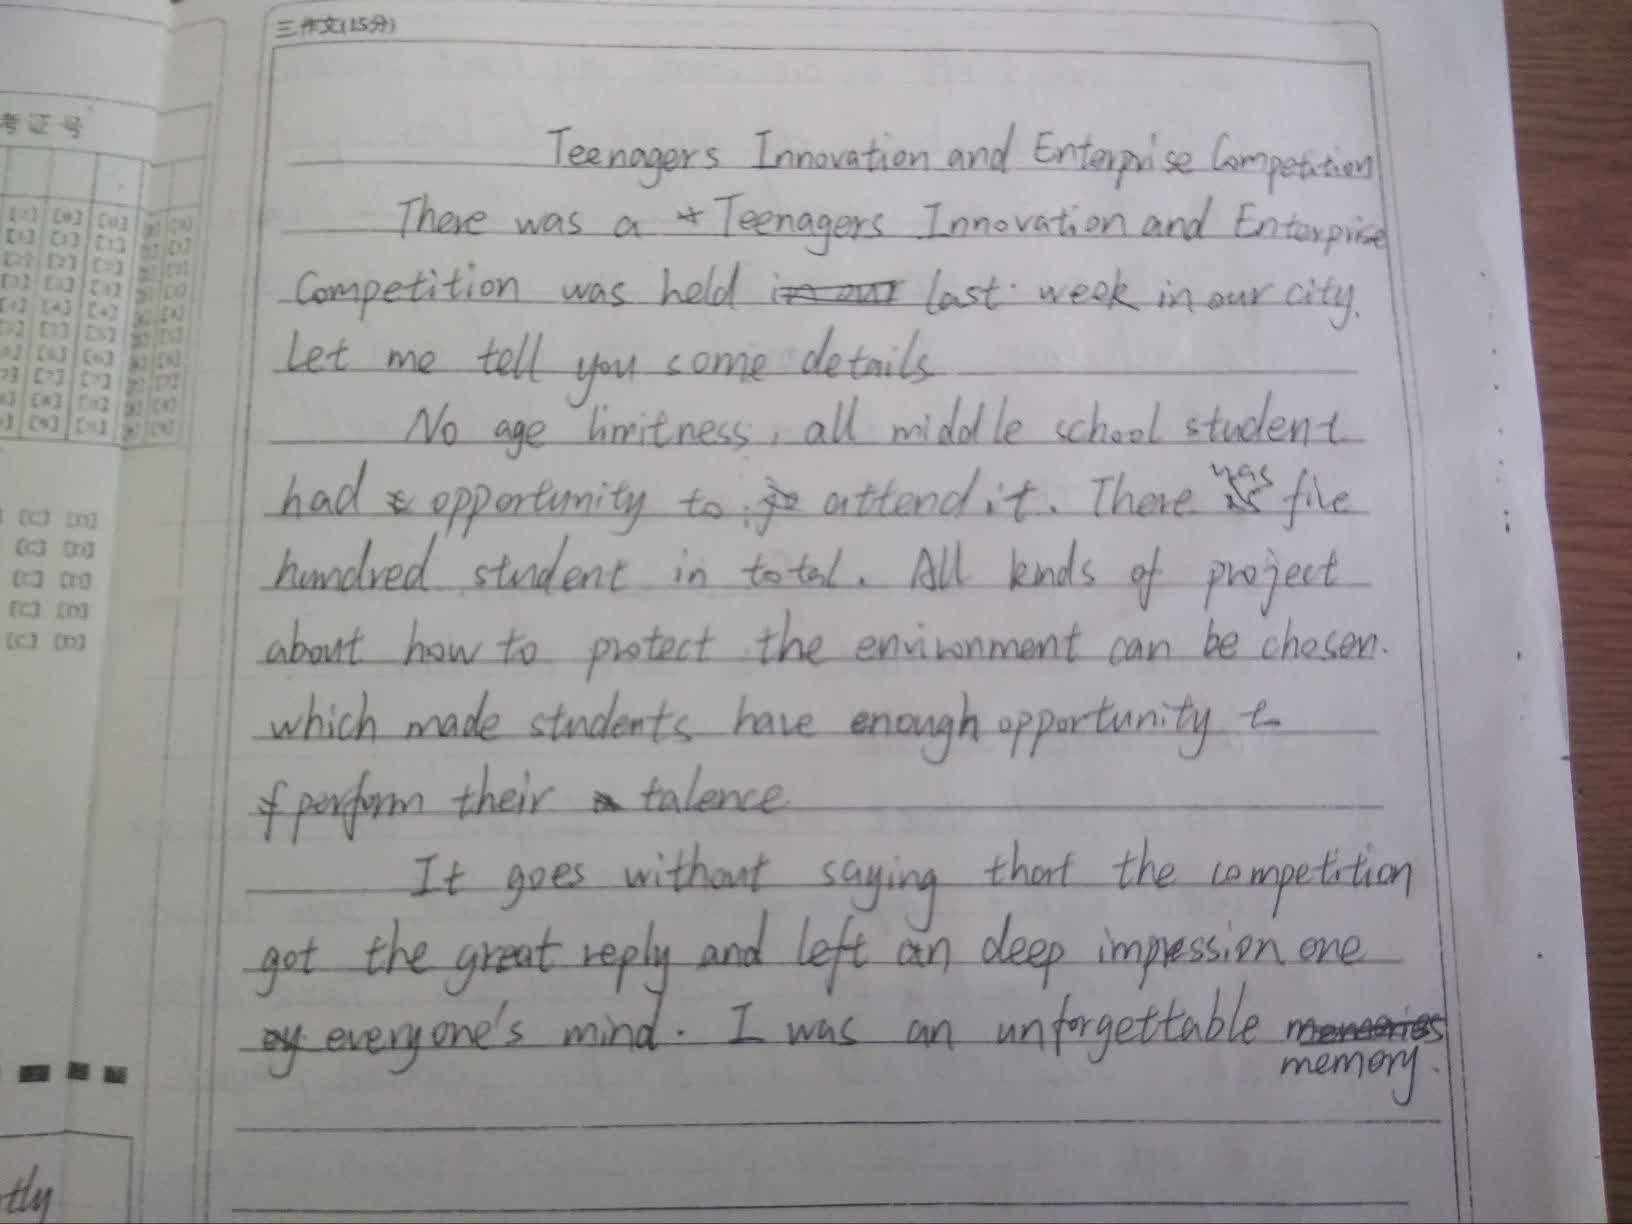 三 作文(15分)
考证号
Teenagers Innovation and Enterprise Competition
There was a Teenagers Innovation and Enterprise
Competition was held in our last week in our city.
Let me tell you some details
No age limitness, all middle school student
had opportunity to attend it. There was five
hundred student in total. All kends of project
about how to protect the environment can be chosen.
which made students have enough opportunity to
perform their talence
It goes without saying that the competition
got the great reply and left an deep impression one
everyone's mind. I was an unforgettable memories
memory.
[C] [D]
[C] [D]
[C] [D]
[C] [D]
[C] [D]
tly